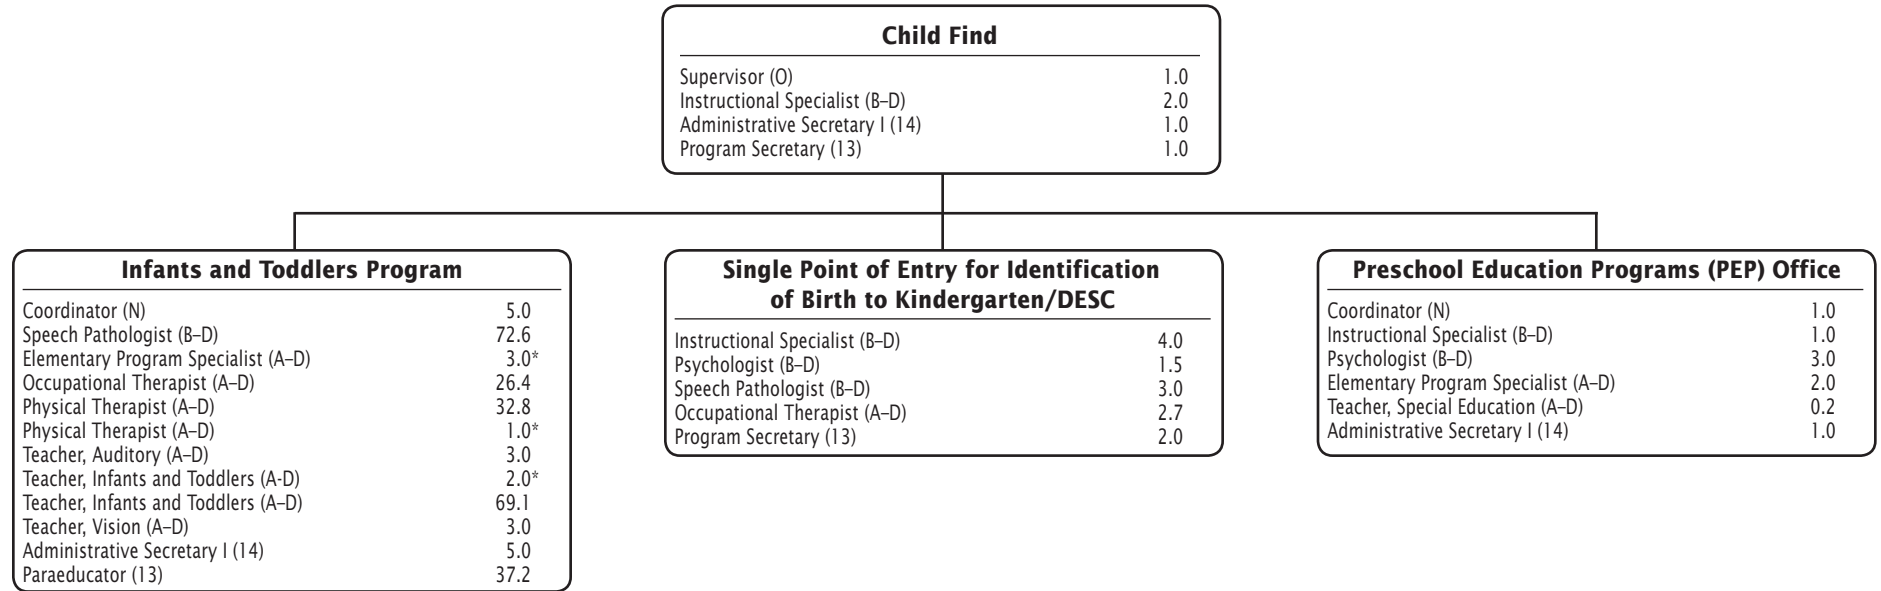 Child Find
Supervisor (O) 1.0
Instructional Specialist (B–D) 2.0
Administrative Secretary I (14) 1.0
Program Secretary (13) 1.0
Infants and Toddlers Program
Coordinator (N) 5.0
Speech Pathologist (B–D) 72.6
Elementary Program Specialist (A–D) 3.0*
Occupational Therapist (A–D) 26.4
Physical Therapist (A–D) 32.8
Physical Therapist (A–D) 1.0*
Teacher, Auditory (A–D) 3.0
Teacher, Infants and Toddlers (A-D) 2.0*
Teacher, Infants and Toddlers (A–D) 69.1
Teacher, Vision (A–D) 3.0
Administrative Secretary I (14) 5.0
Paraeducator (13) 37.2
Single Point of Entry for Identification
of Birth to Kindergarten/DESC
Instructional Specialist (B–D) 4.0
Psychologist (B–D) 1.5
Speech Pathologist (B–D) 3.0
Occupational Therapist (A–D) 2.7
Program Secretary (13) 2.0
Preschool Education Programs (PEP) Office
Coordinator (N) 1.0
Instructional Specialist (B–D) 1.0
Psychologist (B–D) 3.0
Elementary Program Specialist (A–D) 2.0
Teacher, Special Education (A–D) 0.2
Administrative Secretary I (14) 1.0